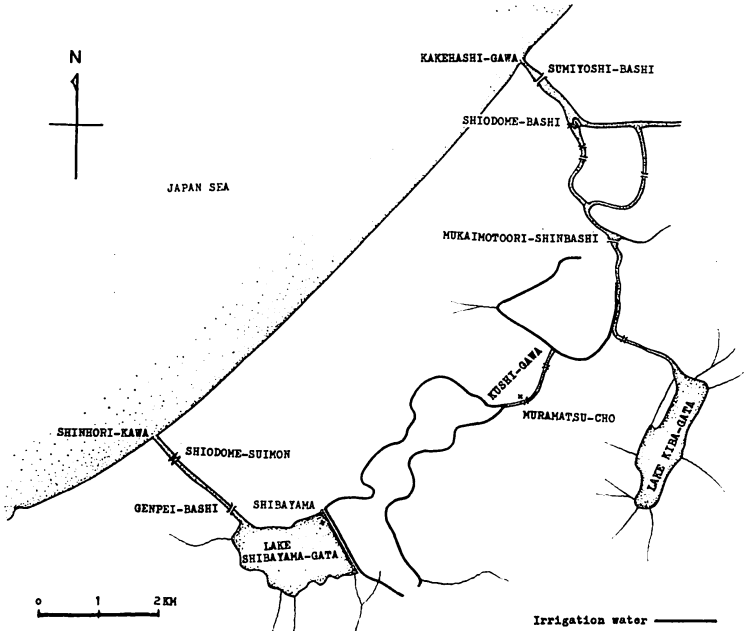 N
KAKEHASHI-GAWA
SUMIYOSHI-BASHI
SHIODOME-BASHI
JAPAN SEA
MUKAIMOTOORI-SHINBASHI
KUSHI-GAWA
MURAMATSU-CHO
LAKE KIBA-GATA
SHINHORI-KAWA
SHIODOME-SUIMON
GENPEI-BASHI
SHIBAYAMA
LAKE
SHIBAYAMA-GATA
0 1 2 KM
Irrigation water